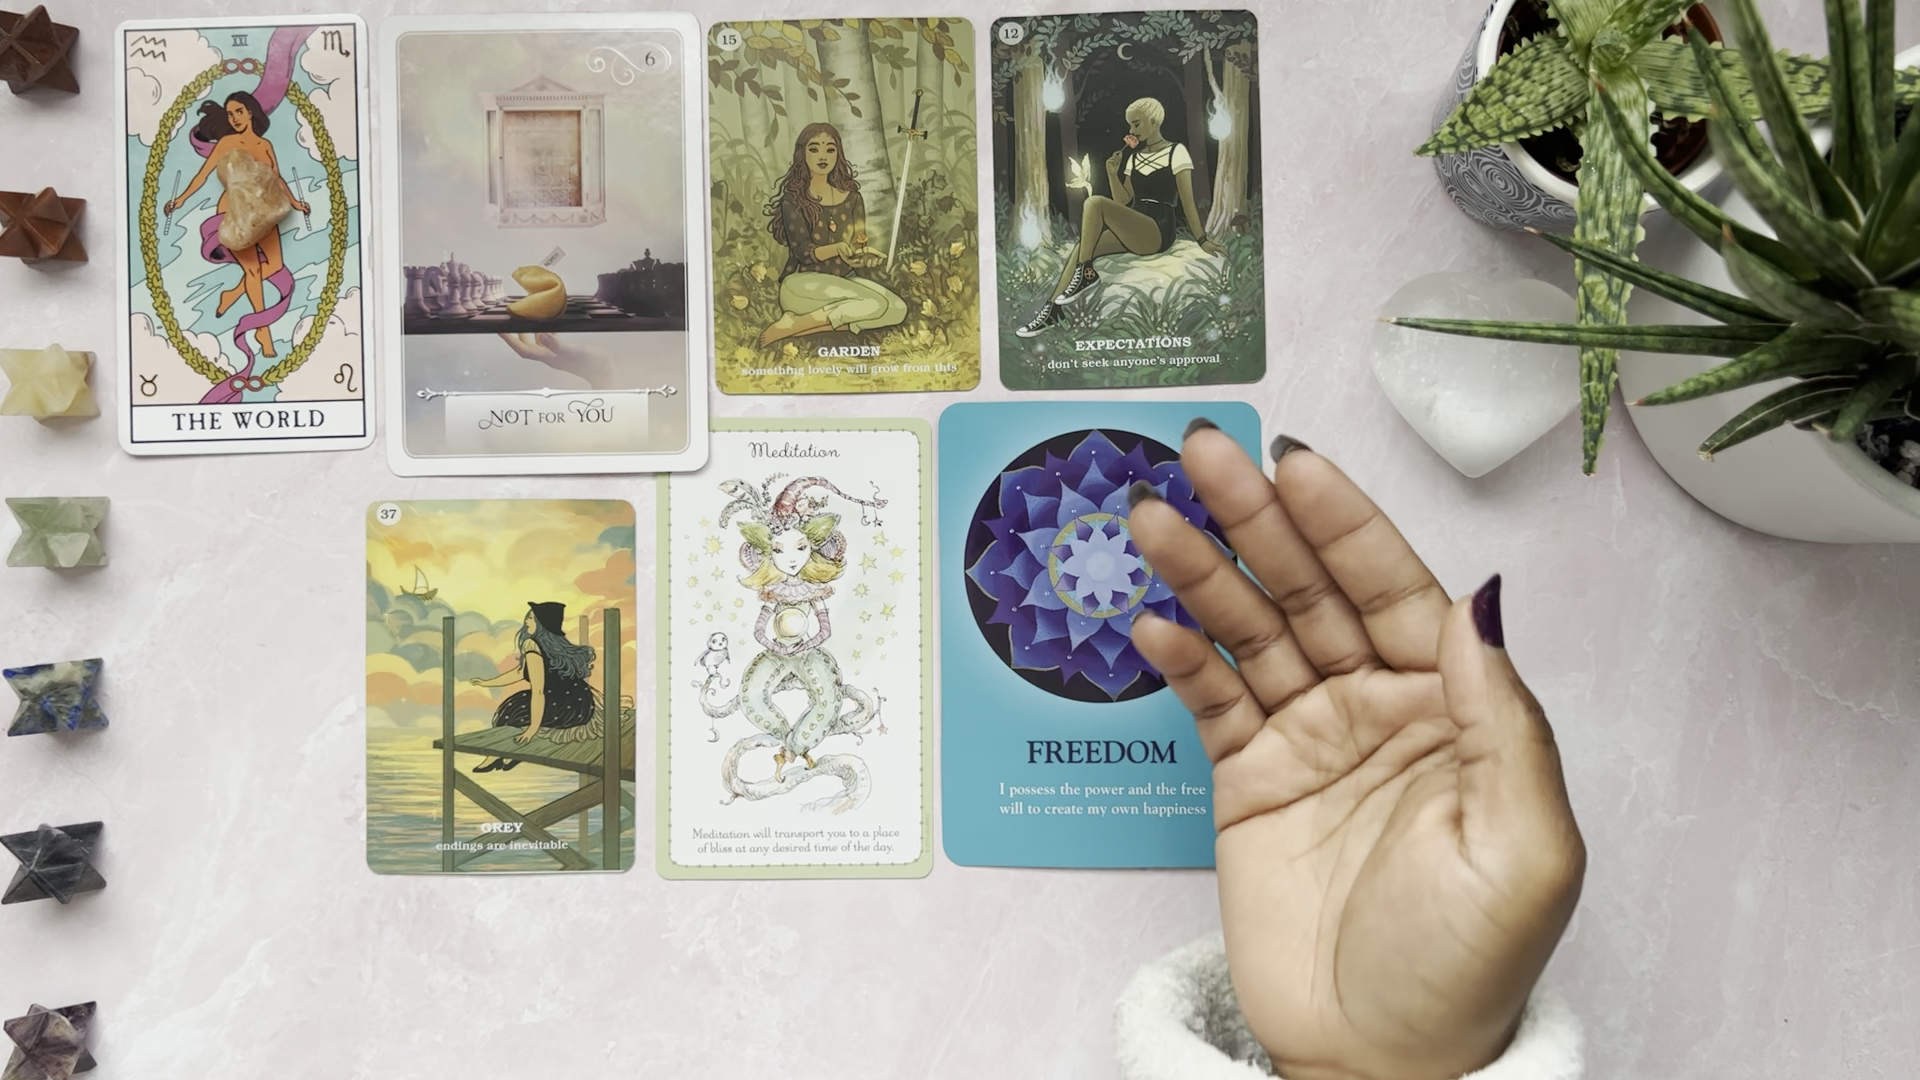 XXI
THE WORLD
6
NOT FOR YOU
15
GARDEN
something lovely will grow from this
12
EXPECTATIONS
don't seek anyone's approval
37
GREY
endings are inevitable
Meditation
Meditation will transport you to a place
of bliss at any desired time of the day.
FREEDOM
I possess the power and the free
will to create my own happiness